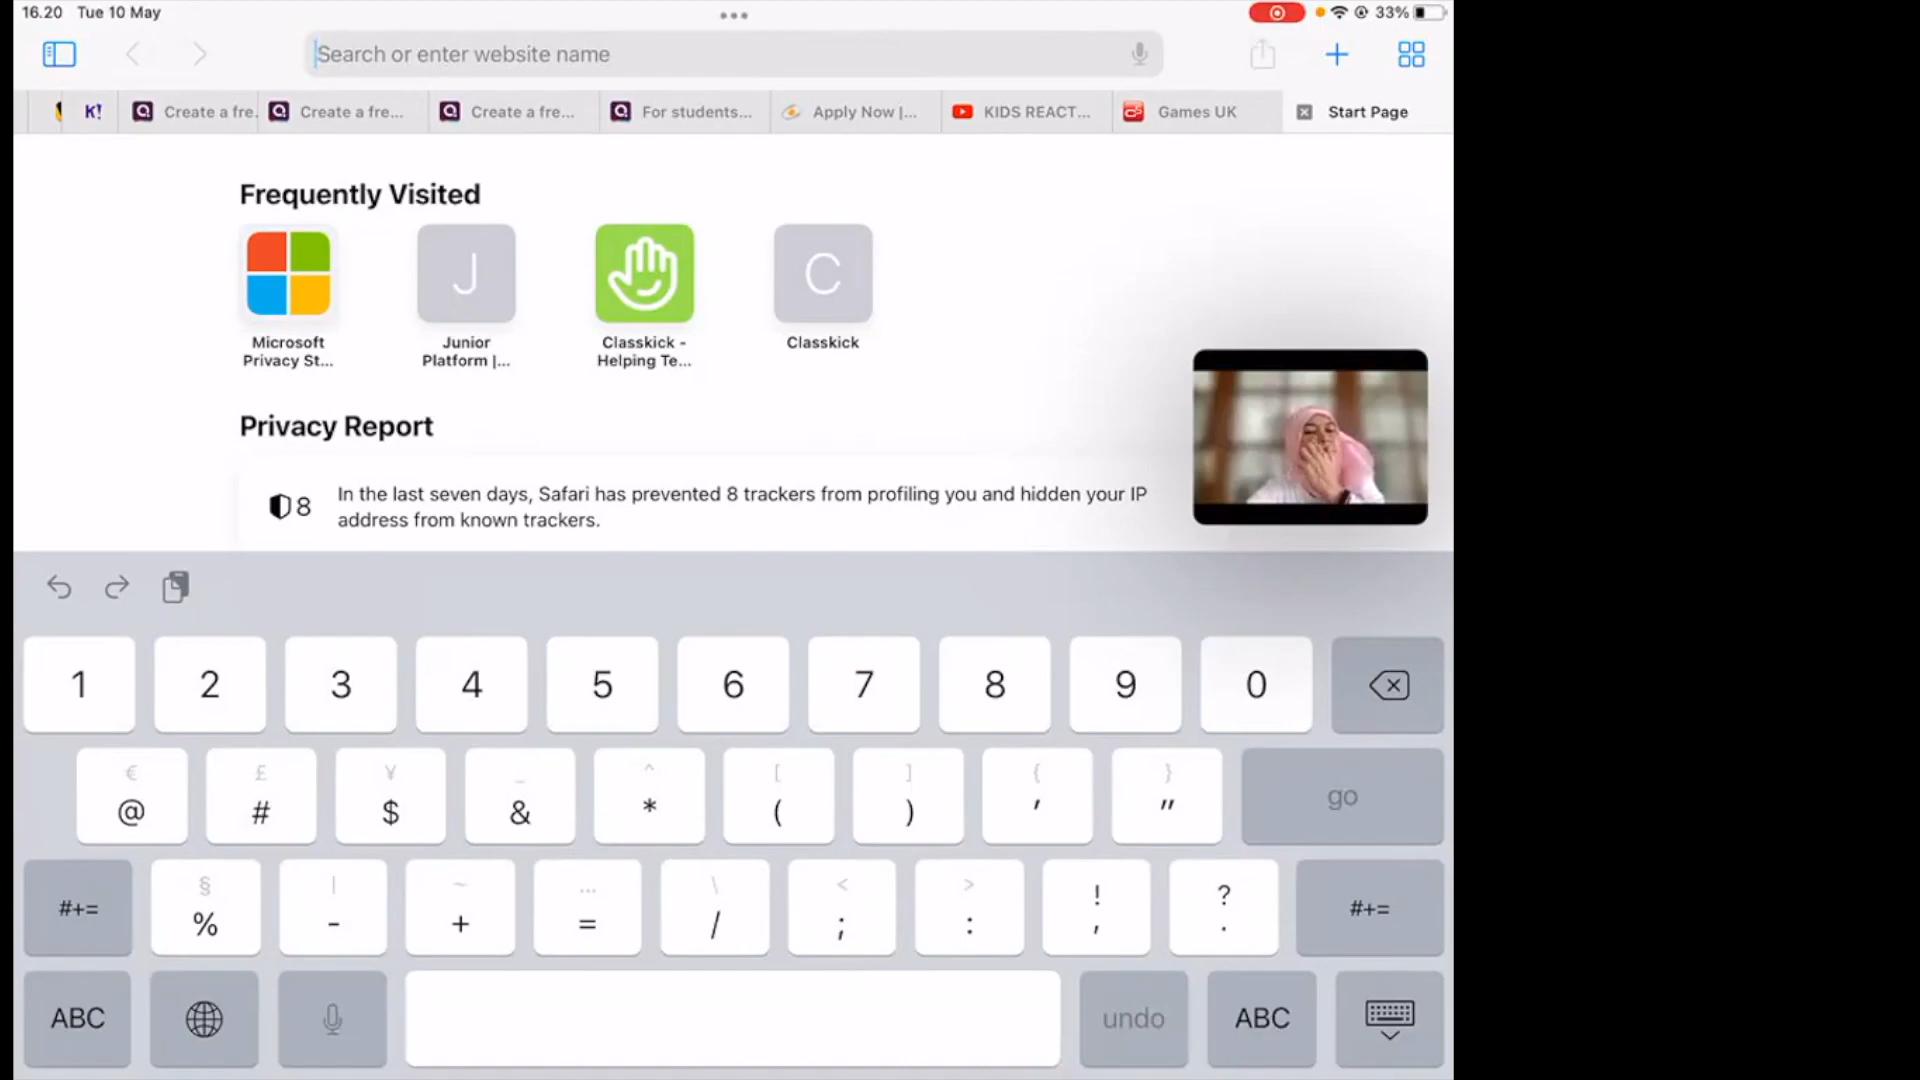 16.20 Tue 10 May
33%
Search or enter website name
K!
Create a fre.
Create a fre...
Create a fre...
For students...
Apply Now |...
KIDS REACT...
Games UK
Start Page
Frequently Visited
J
C
Microsoft
Privacy St...
Junior
Platform |...
Classkick -
Helping Te...
Classkick
Privacy Report
8
In the last seven days, Safari has prevented 8 trackers from profiling you and hidden your IP
address from known trackers.
1 2 3 4 5 6 7 8 9 0
€ £ ¥ _ ^ [ ] { }
@ # $ & * ( ) ' "
go
§ | ~ ... \ < > ! ?
#+= % - + = / ; : , . #+=
ABC undo ABC